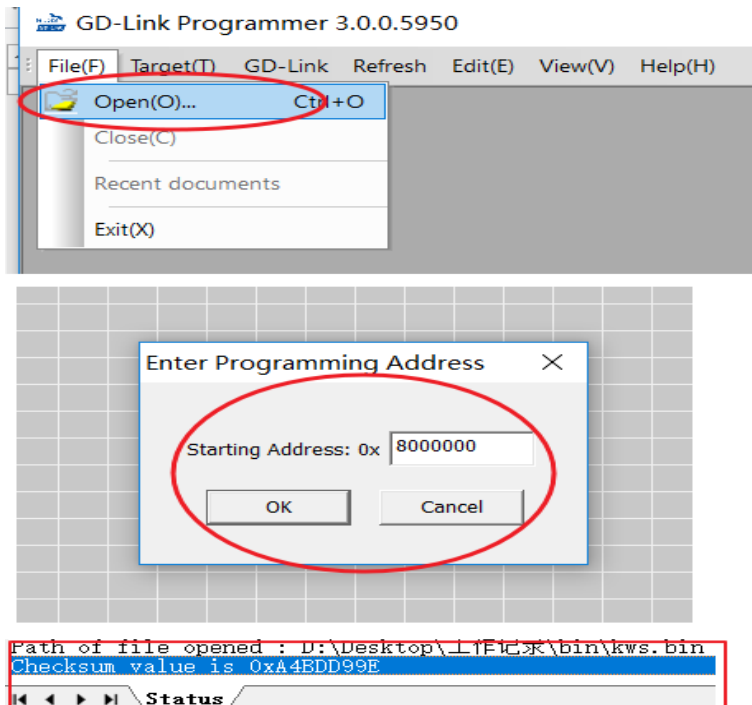 GD-Link Programmer 3.0.0.5950
File(F) Target(T) GD-Link Refresh Edit(E) View(V) Help(H)
Open(O)... Ctrl+O
Close(C)
Recent documents
Exit(X)
Enter Programming Address
Starting Address: 0x 8000000
OK Cancel
Path of file opened : D:\Desktop\工作记录\bin\kws.bin
Checksum value is 0xA4BDD99E
Status